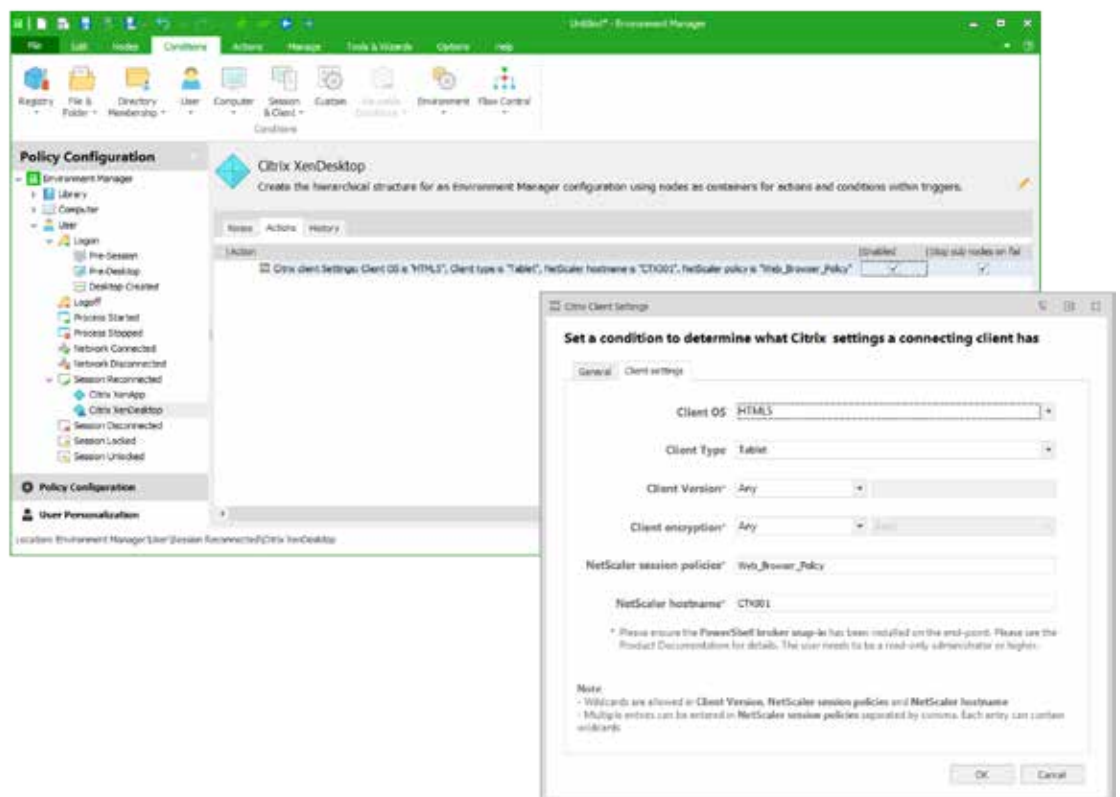 Untitled* - Environment Manager
File Edit Nodes Conditions Actions Manage Tools & Wizards Options Help
Registry File & Folder Directory Membership User Computer Session & Client Custom Environment Flow Control
Conditions
Policy Configuration
Environment Manager
Library
Computer
User
Logon
Pre-Session
Pre-Desktop
Desktop Created
Logoff
Process Started
Process Stopped
Network Connected
Network Disconnected
Session Reconnected
Citrix XenApp
Citrix XenDesktop
Session Disconnected
Session Locked
Session Unlocked
Policy Configuration
User Personalization
Location: Environment Manager\User\Session Reconnected\Citrix XenDesktop
Citrix XenDesktop
Create the hierarchical structure for an Environment Manager configuration using nodes as containers for actions and conditions within triggers.
Notes Actions History
Action Enabled Stop sub nodes on fail
Citrix client Settings: Client OS is "HTML5", Client type is "Tablet", NetScaler hostname is "CTX001", NetScaler policy is "Web_Browser_Policy"
Citrix Client Settings
Set a condition to determine what Citrix settings a connecting client has
General Client settings
Client OS HTML5
Client Type Tablet
Client Version* Any
Client encryption* Any
NetScaler session policies* Web_Browser_Policy
NetScaler hostname* CTX001
* Please ensure the PowerShell broker snap-in has been installed on the end-point. Please see the
Product Documentation for details. The user needs to be a read-only administrator or higher.
Note:
- Wildcards are allowed in Client Version, NetScaler session policies and NetScaler hostname
- Multiple entries can be entered in NetScaler session policies separated by comma. Each entry can contain
wildcards
OK Cancel